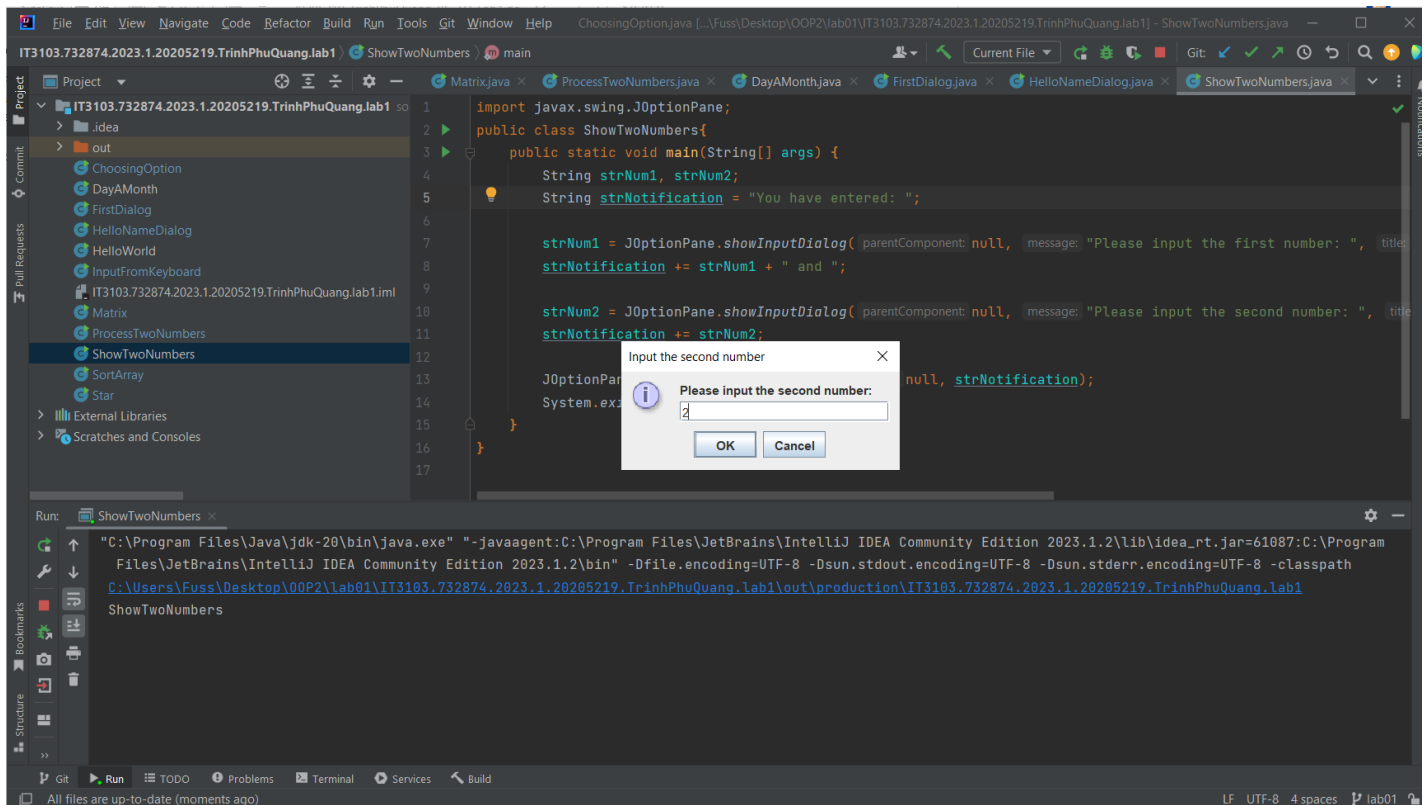 File Edit View Navigate Code Refactor Build Run Tools Git Window Help ChoosingOption.java [...\Fuss\Desktop\OOP2\lab01\IT3103.732874.2023.1.20205219.TrinhPhuQuang.lab1] - ShowTwoNumbers.java
IT3103.732874.2023.1.20205219.TrinhPhuQuang.lab1 ShowTwoNumbers main Current File Git:
Project
Commit
Pull Requests
Bookmarks
Structure
Notifications
Project
IT3103.732874.2023.1.20205219.TrinhPhuQuang.lab1 so
.idea
out
ChoosingOption
DayAMonth
FirstDialog
HelloNameDialog
HelloWorld
InputFromKeyboard
IT3103.732874.2023.1.20205219.TrinhPhuQuang.lab1.iml
Matrix
ProcessTwoNumbers
ShowTwoNumbers
SortArray
Star
External Libraries
Scratches and Consoles
Matrix.java ProcessTwoNumbers.java DayAMonth.java FirstDialog.java HelloNameDialog.java ShowTwoNumbers.java
1 import javax.swing.JOptionPane;
2 public class ShowTwoNumbers{
3 public static void main(String[] args) {
4 String strNum1, strNum2;
5 String strNotification = "You have entered: ";
6
7 strNum1 = JOptionPane.showInputDialog( parentComponent: null, message: "Please input the first number: ", title:
8 strNotification += strNum1 + " and ";
9
10 strNum2 = JOptionPane.showInputDialog( parentComponent: null, message: "Please input the second number: ", title
11 strNotification += strNum2;
12
13 JOptionPan null, strNotification);
14 System.exi
15 }
16 }
17
Input the second number
Please input the second number:
2
OK Cancel
Run: ShowTwoNumbers
"C:\Program Files\Java\jdk-20\bin\java.exe" "-javaagent:C:\Program Files\JetBrains\IntelliJ IDEA Community Edition 2023.1.2\lib\idea_rt.jar=61087:C:\Program
Files\JetBrains\IntelliJ IDEA Community Edition 2023.1.2\bin" -Dfile.encoding=UTF-8 -Dsun.stdout.encoding=UTF-8 -Dsun.stderr.encoding=UTF-8 -classpath
C:\Users\Fuss\Desktop\OOP2\lab01\IT3103.732874.2023.1.20205219.TrinhPhuQuang.lab1\out\production\IT3103.732874.2023.1.20205219.TrinhPhuQuang.lab1
ShowTwoNumbers
Git Run TODO Problems Terminal Services Build
All files are up-to-date (moments ago) LF UTF-8 4 spaces lab01